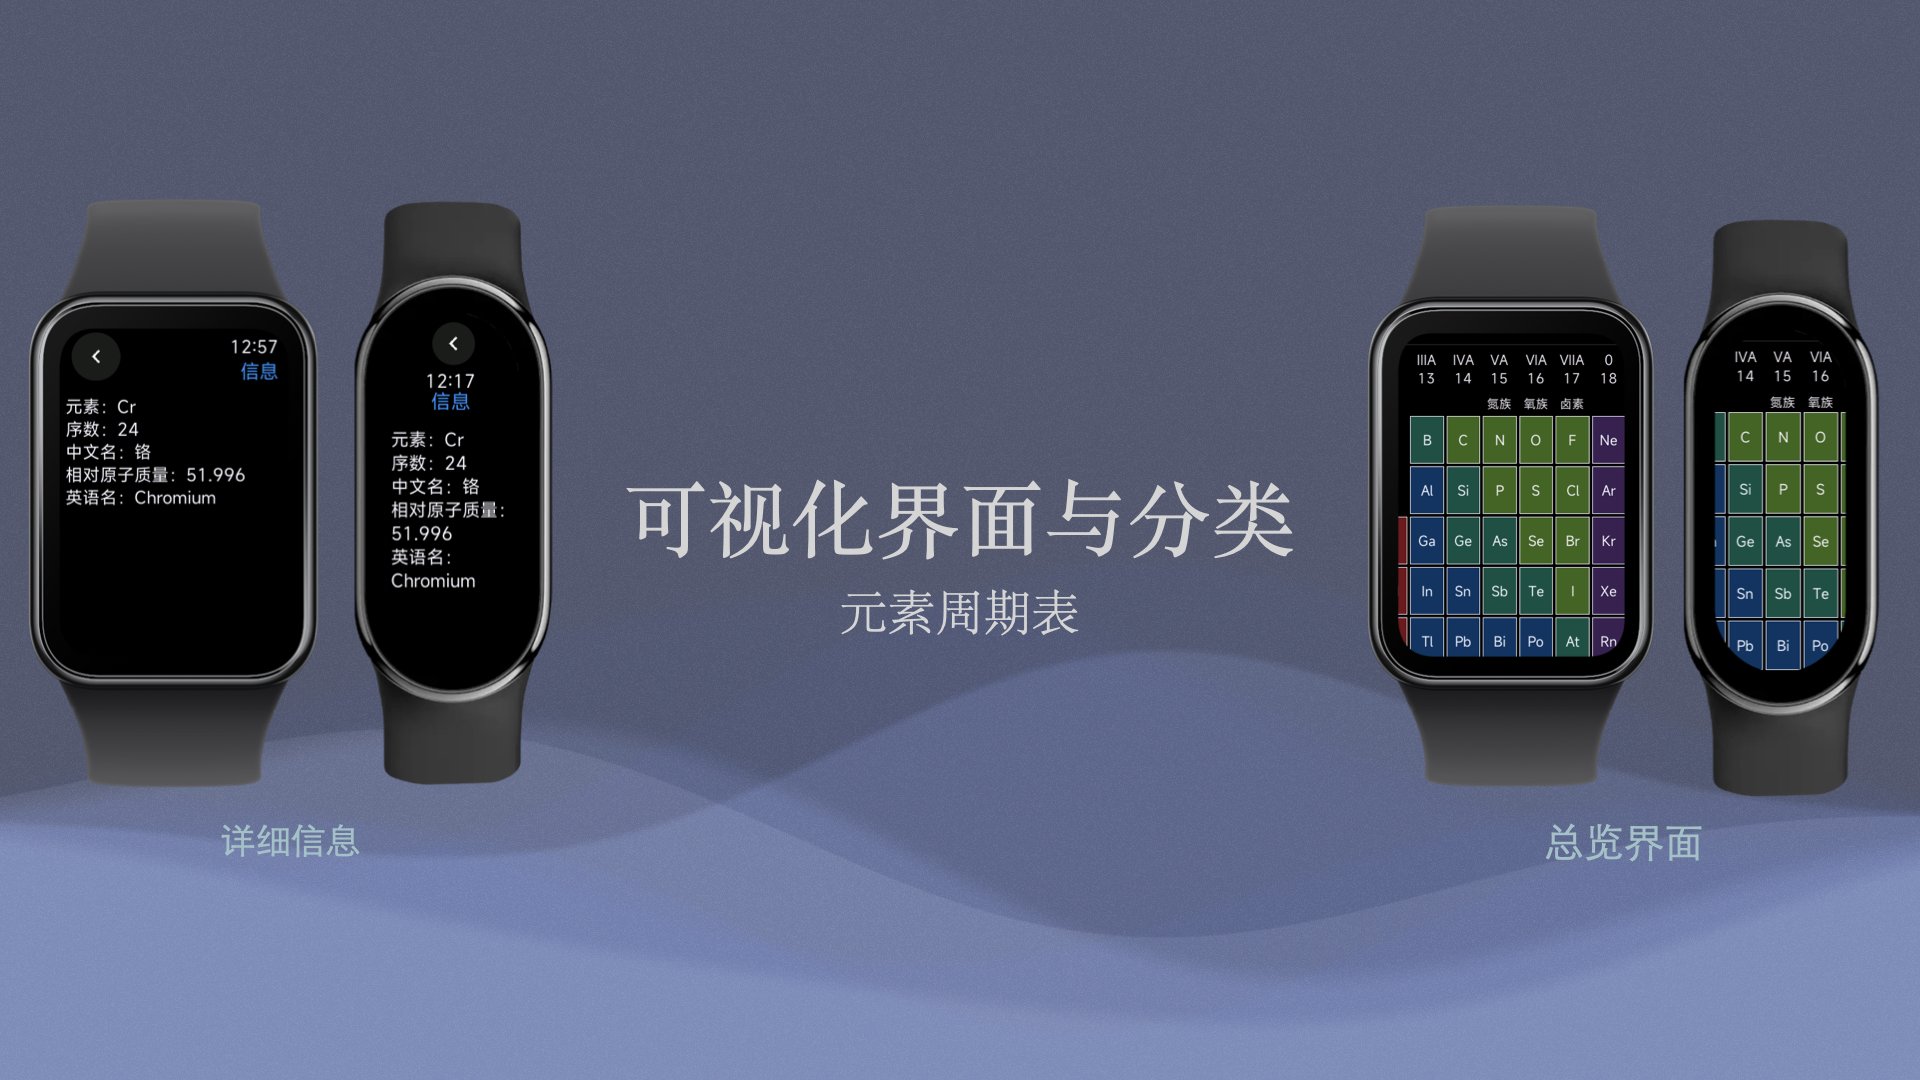 12:57
信息
元素：Cr
序数：24
中文名：铬
相对原子质量：51.996
英语名：Chromium
12:17
信息
元素：Cr
序数：24
中文名：铬
相对原子质量：
51.996
英语名：
Chromium
详细信息
可视化界面与分类
元素周期表
IIIA IVA VA VIA VIIA 0
13 14 15 16 17 18
氮族 氧族 卤素
B C N O F Ne
Al Si P S Cl Ar
Ga Ge As Se Br Kr
In Sn Sb Te I Xe
Tl Pb Bi Po At Rn
IVA VA VIA
14 15 16
氮族 氧族
C N O
Si P S
Ge As Se
Sn Sb Te
Pb Bi Po
总览界面